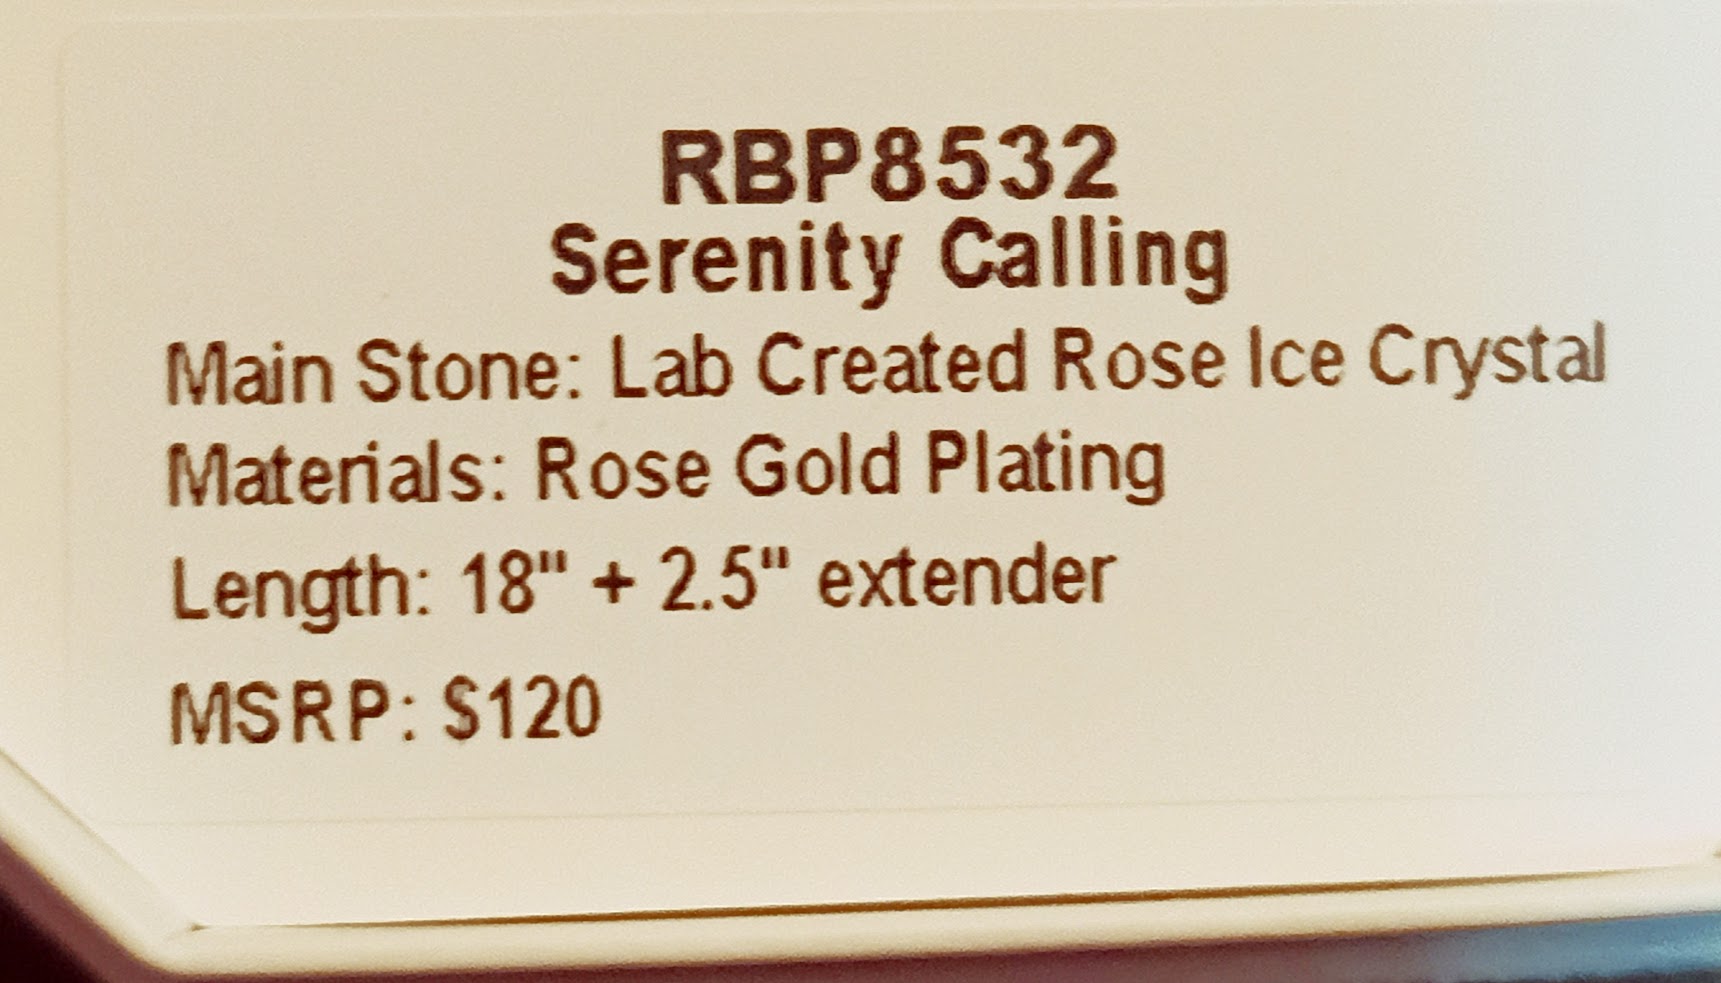 RBP8532
Serenity Calling
Main Stone: Lab Created Rose Ice Crystal
Materials: Rose Gold Plating
Length: 18" + 2.5" extender
MSRP: $120